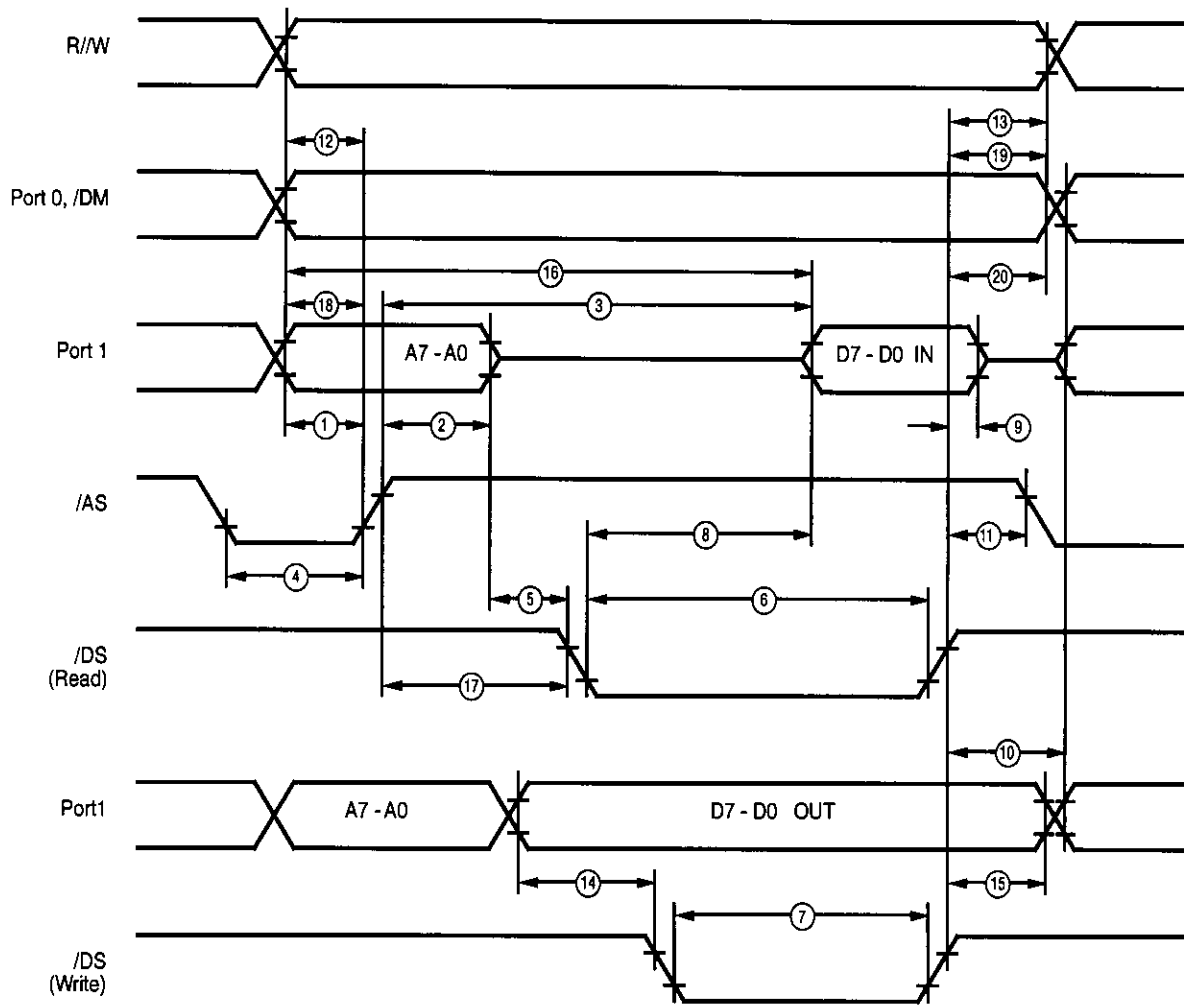 R//W
12
13
19
Port 0, /DM
16
20
18
3
Port 1
A7 - A0
D7 - D0 IN
1
2
9
/AS
8
11
4
5
6
/DS
(Read)
17
10
Port1
A7 - A0
D7 - D0 OUT
14
15
7
/DS
(Write)